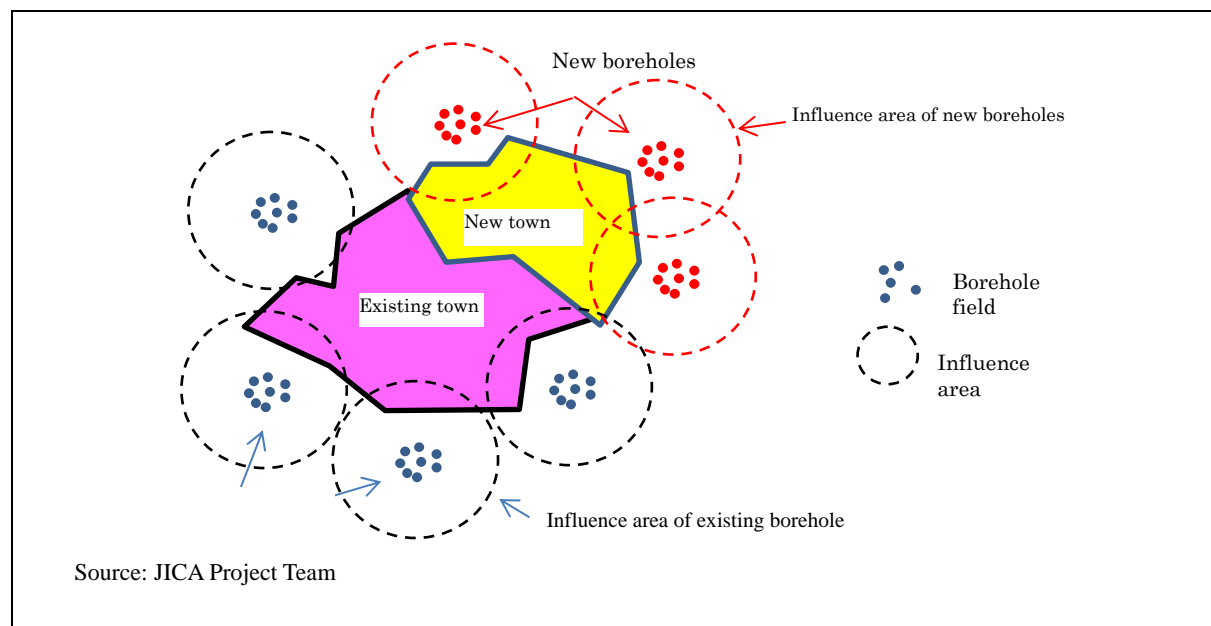 New boreholes
Influence area of new boreholes
New town
Existing town
Borehole
field
Influence
area
Influence area of existing borehole
Source: JICA Project Team